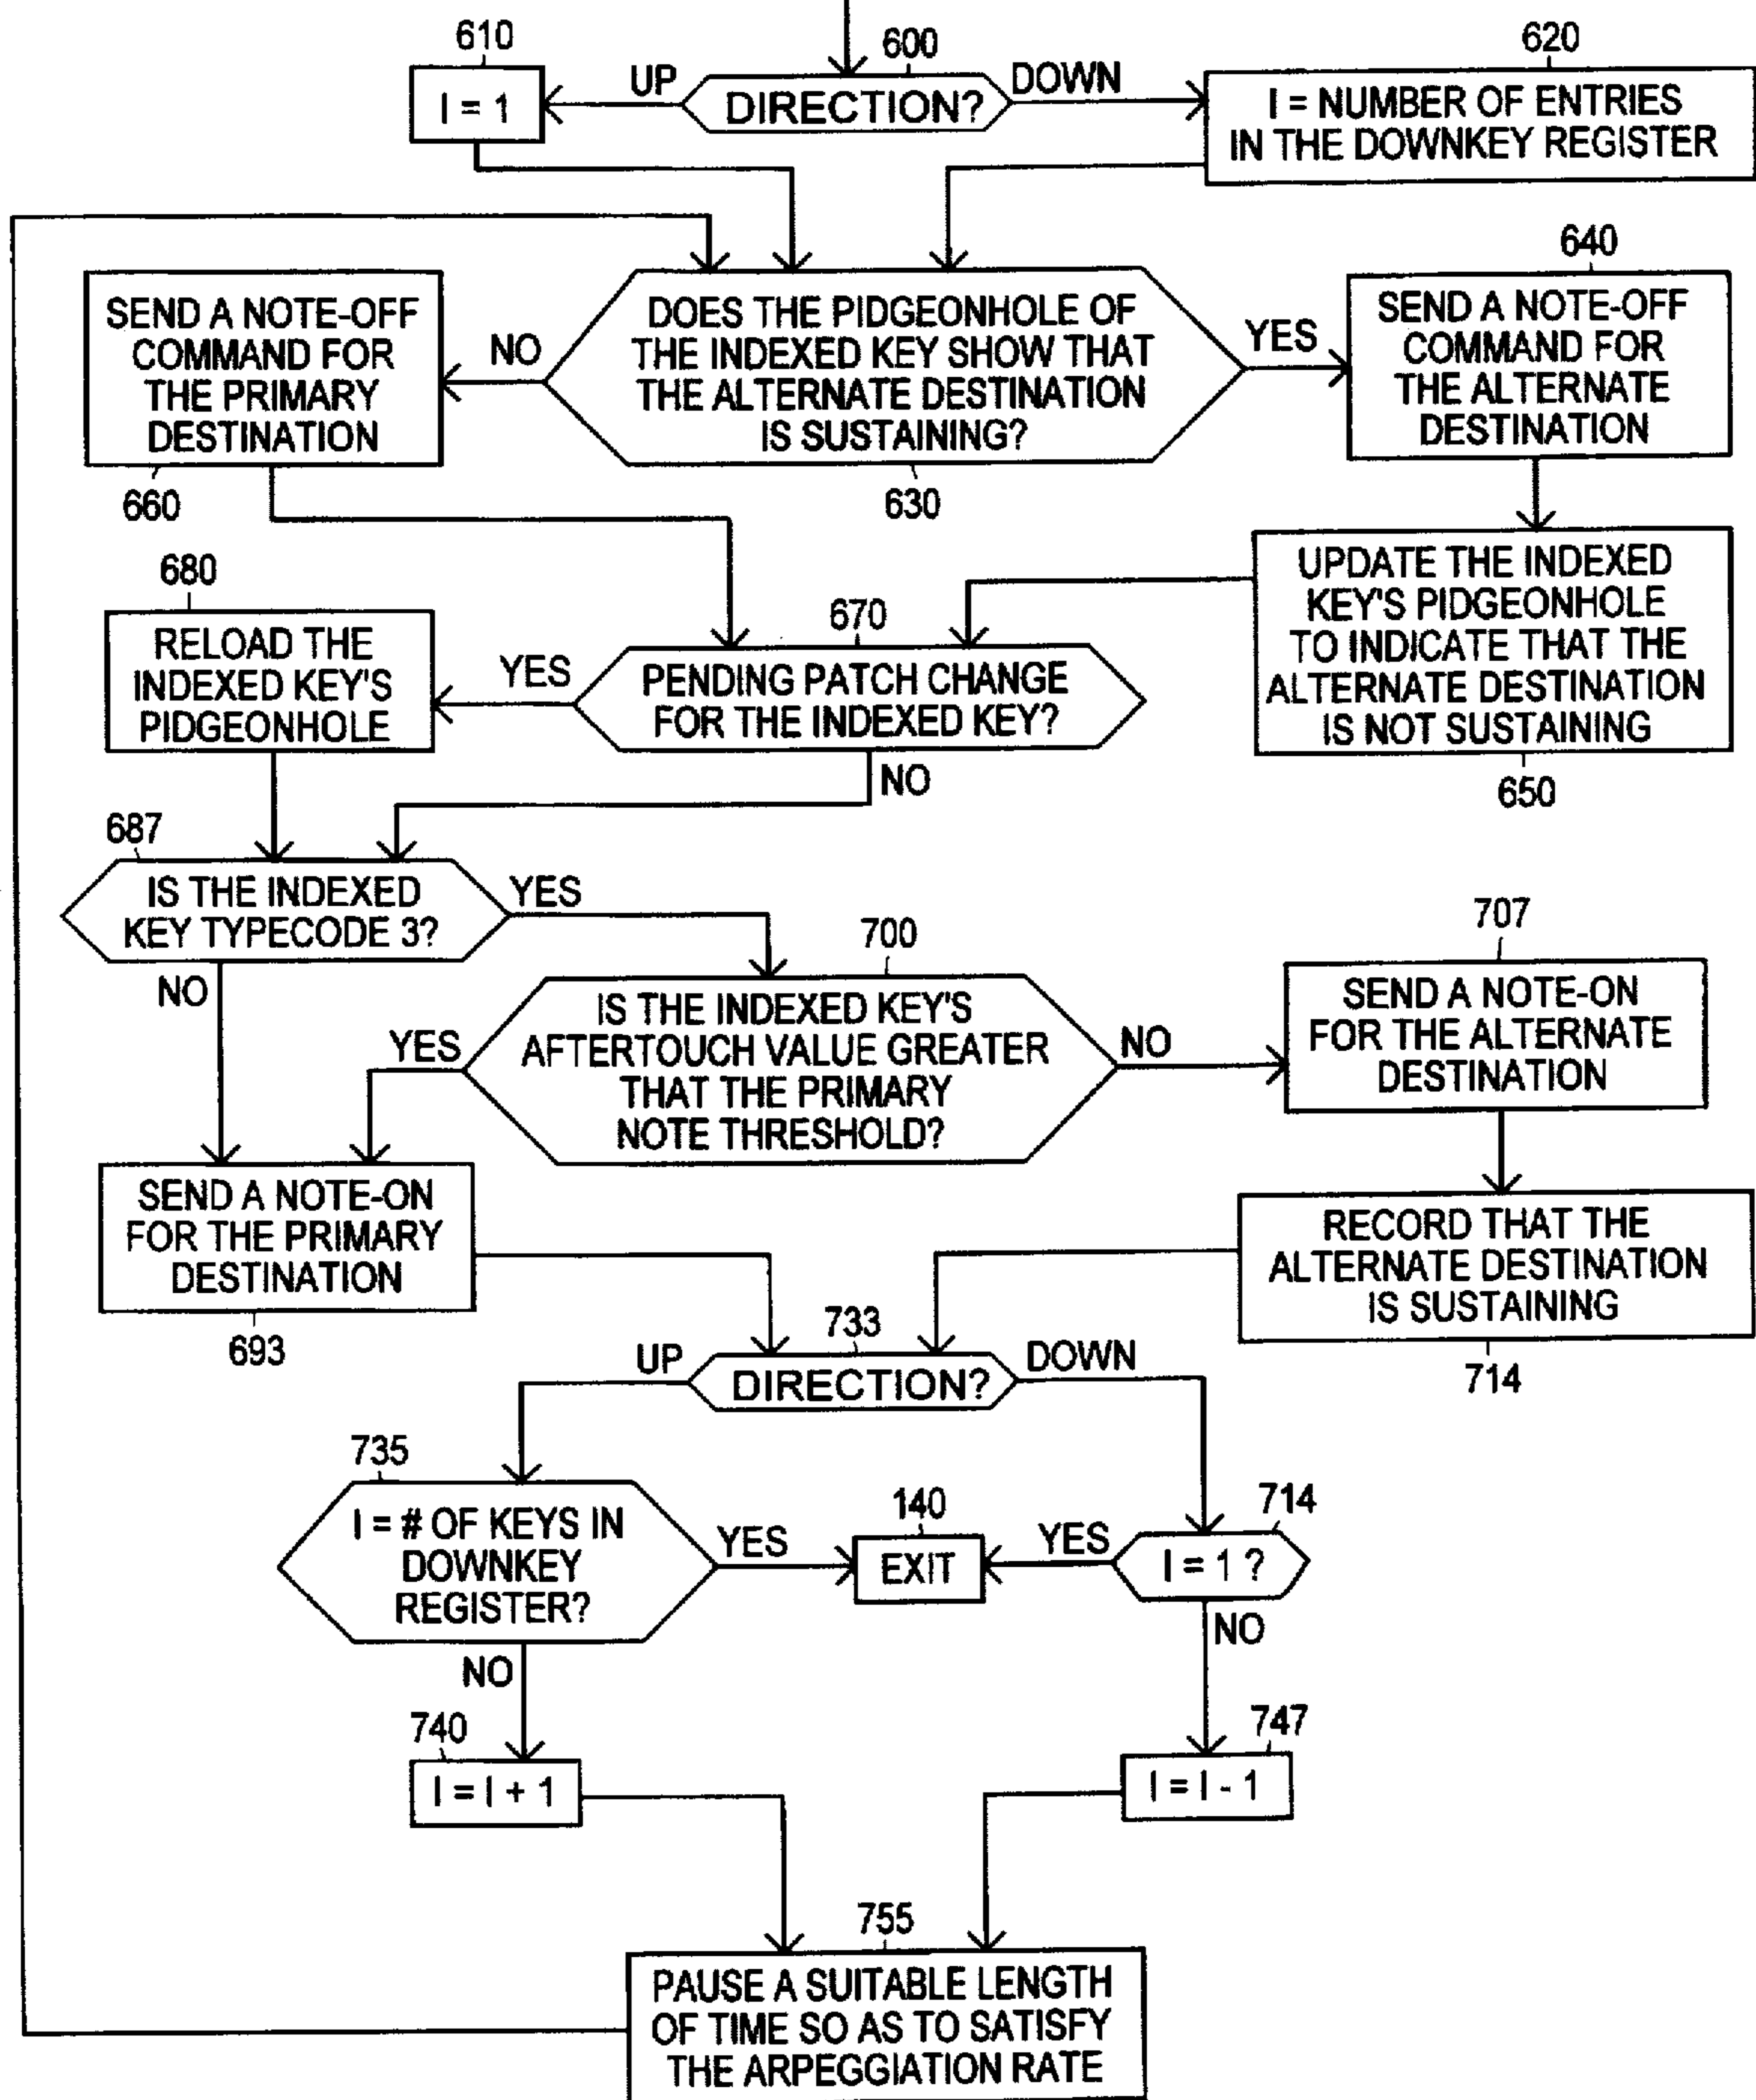 610
600
620
UP
DOWN
I = 1
DIRECTION?
I = NUMBER OF ENTRIES
IN THE DOWNKEY REGISTER
640
SEND A NOTE-OFF
COMMAND FOR
THE PRIMARY
DESTINATION
660
NO
DOES THE PIDGEONHOLE OF
THE INDEXED KEY SHOW THAT
THE ALTERNATE DESTINATION
IS SUSTAINING?
630
YES
SEND A NOTE-OFF
COMMAND FOR
THE ALTERNATE
DESTINATION
680
RELOAD THE
INDEXED KEY'S
PIDGEONHOLE
YES
670
PENDING PATCH CHANGE
FOR THE INDEXED KEY?
NO
UPDATE THE INDEXED
KEY'S PIDGEONHOLE
TO INDICATE THAT THE
ALTERNATE DESTINATION
IS NOT SUSTAINING
650
687
IS THE INDEXED
KEY TYPECODE 3?
YES
NO
700
IS THE INDEXED KEY'S
AFTERTOUCH VALUE GREATER
THAT THE PRIMARY
NOTE THRESHOLD?
YES
NO
707
SEND A NOTE-ON
FOR THE ALTERNATE
DESTINATION
SEND A NOTE-ON
FOR THE PRIMARY
DESTINATION
693
RECORD THAT THE
ALTERNATE DESTINATION
IS SUSTAINING
714
733
UP
DIRECTION?
DOWN
735
I = # OF KEYS IN
DOWNKEY
REGISTER?
YES
NO
140
EXIT
YES
714
I = 1 ?
NO
740
I = I + 1
747
I = I - 1
755
PAUSE A SUITABLE LENGTH
OF TIME SO AS TO SATISFY
THE ARPEGGIATION RATE